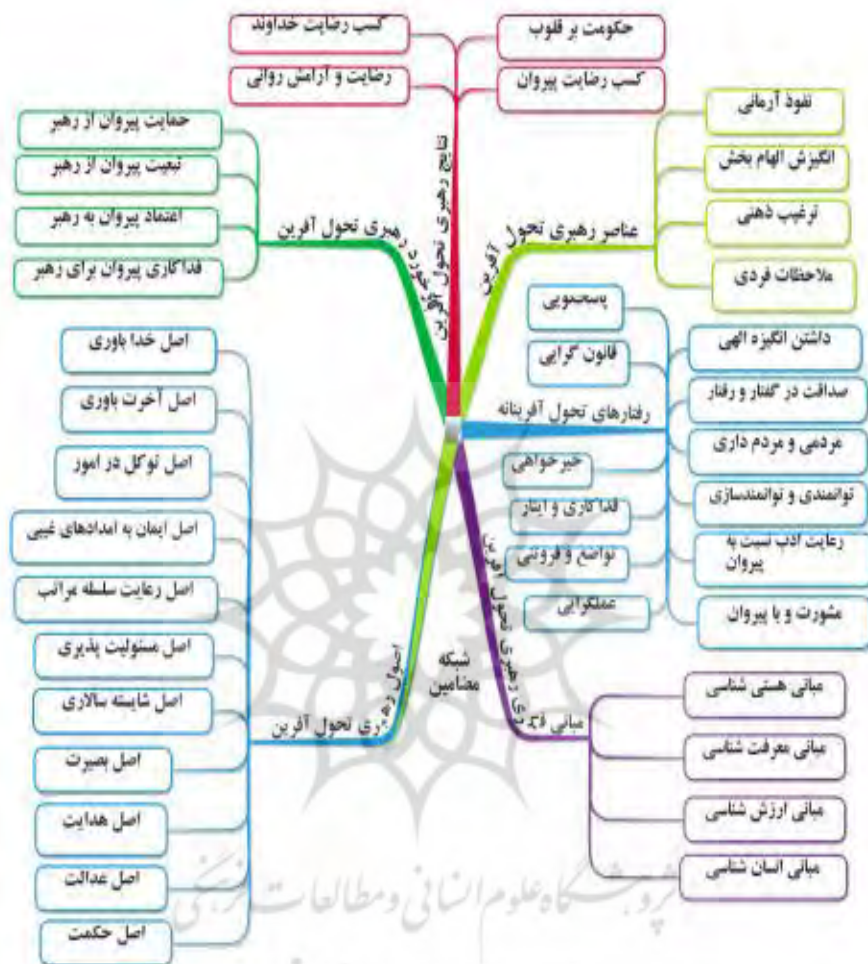 حکومت بر قلوب
کسب رضایت خداوند
کسب رضایت پیروان
رضایت و آرامش روانی
نتایج رهبری تحول آفرین
نفوذ آرمانی
انگیزش الهام بخش
ترغیب ذهنی
ملاحظات فردی
عناصر رهبری تحول آفرین
حمایت پیروان از رهبر
تبعیت پیروان از رهبر
اعتماد پیروان به رهبر
فداکاری پیروان برای رهبر
رهبری تحول آفرین
رفتارهای تحول آفرینانه
داشتن انگیزه الهی
صداقت در گفتار و رفتار
مردمی و مردم داری
توانمندی و توانمندسازی
رعایت ادب نسبت به
پیروان
مشورت و با پیروان
پاسخگویی
قانون گرایی
خیرخواهی
فداکاری و ایثار
تواضع و فروتنی
عملگرایی
مبانی رهبری تحول آفرین
مبانی هستی شناسی
مبانی معرفت شناسی
مبانی ارزش شناسی
مبانی انسان شناسی
شبکه
مضامین
اصول رهبری تحول آفرین
اصل خدا باوری
اصل آخرت باوری
اصل توکل در امور
اصل ایمان به امدادهای غیبی
اصل رعایت سلسله مراتب
اصل مسئولیت پذیری
اصل شایسته سالاری
اصل بصیرت
اصل هدایت
اصل عدالت
اصل حکمت
پژوهشگاه علوم انسانی و مطالعات فرهنگی